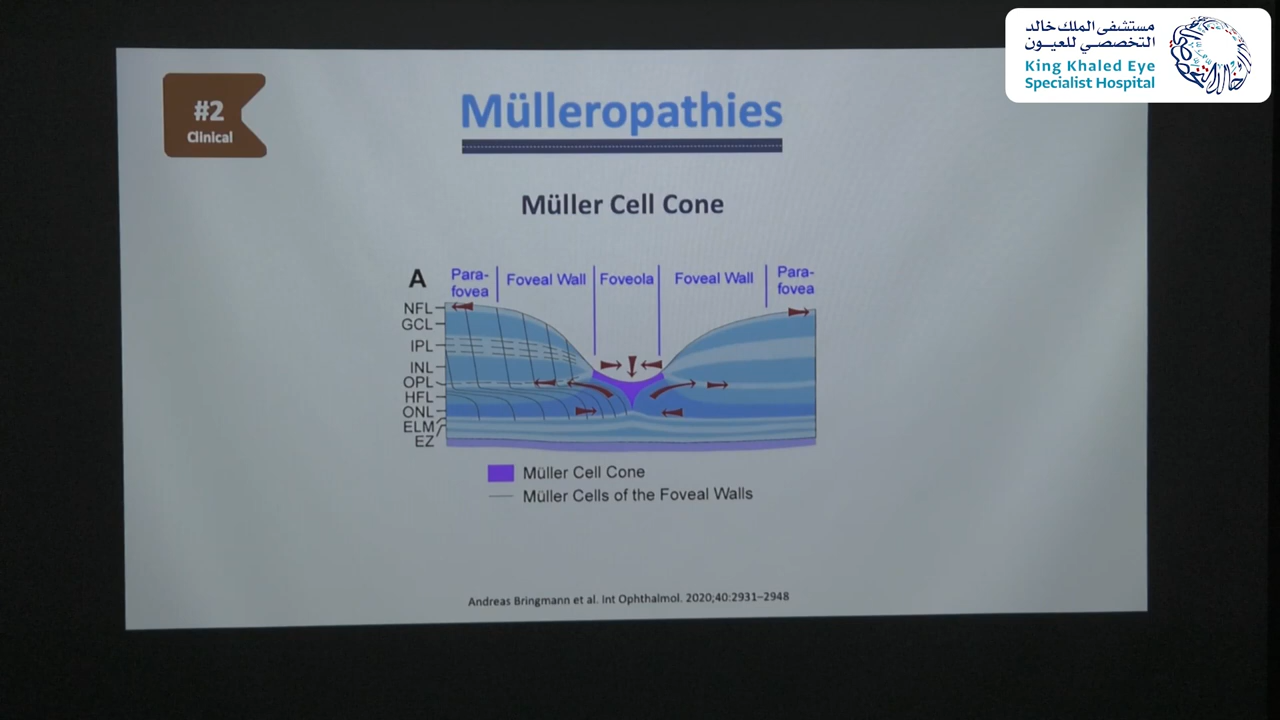 مستشفى الملك خالد
التخصصي للعيون
King Khaled Eye
Specialist Hospital
#2
Clinical
Mülleropathies
Müller Cell Cone
A
Para-
fovea
Foveal Wall
Foveola
Foveal Wall
Para-
fovea
NFL
GCL
IPL
INL
OPL
HFL
ONL
ELM
EZ
Müller Cell Cone
Müller Cells of the Foveal Walls
Andreas Bringmann et al. Int Ophthalmol. 2020;40:2931–2948